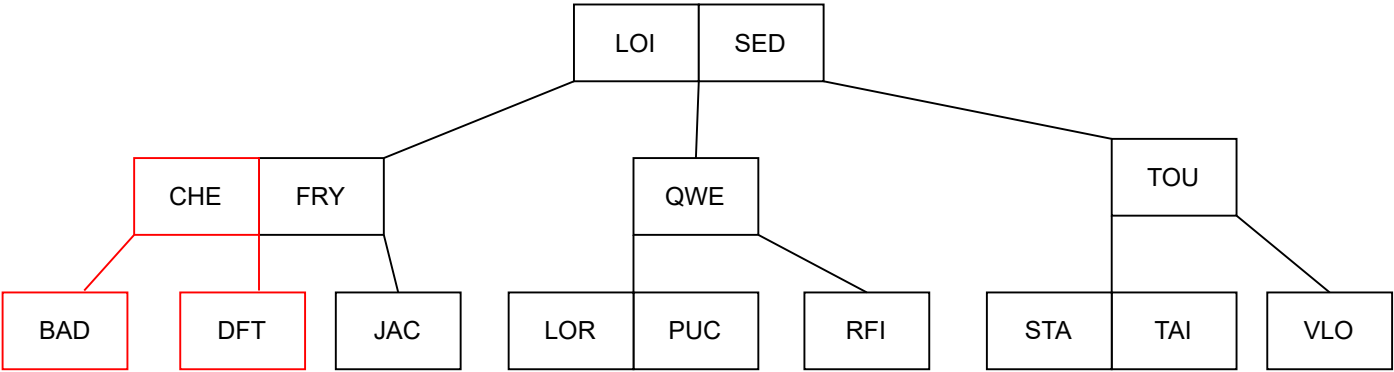 LOI SED
CHE FRY QWE TOU
BAD DFT JAC LOR PUC RFI STA TAI VLO